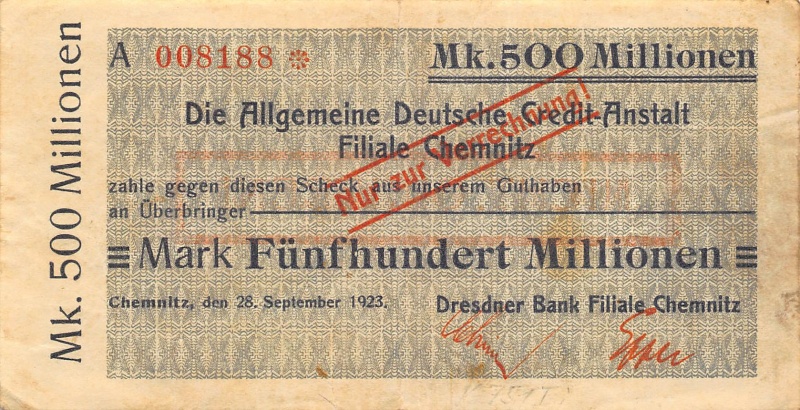 Mk. 500 Millionen
A 008188
Mk. 500 Millionen
Die Allgemeine Deutsche Credit-Anstalt
Filiale Chemnitz
Nur zur Verrechnung!
zahle gegen diesen Scheck aus unserem Guthaben
an Überbringer
Mark Fünfhundert Millionen
Chemnitz, den 28. September 1923.
Dresdner Bank Filiale Chemnitz